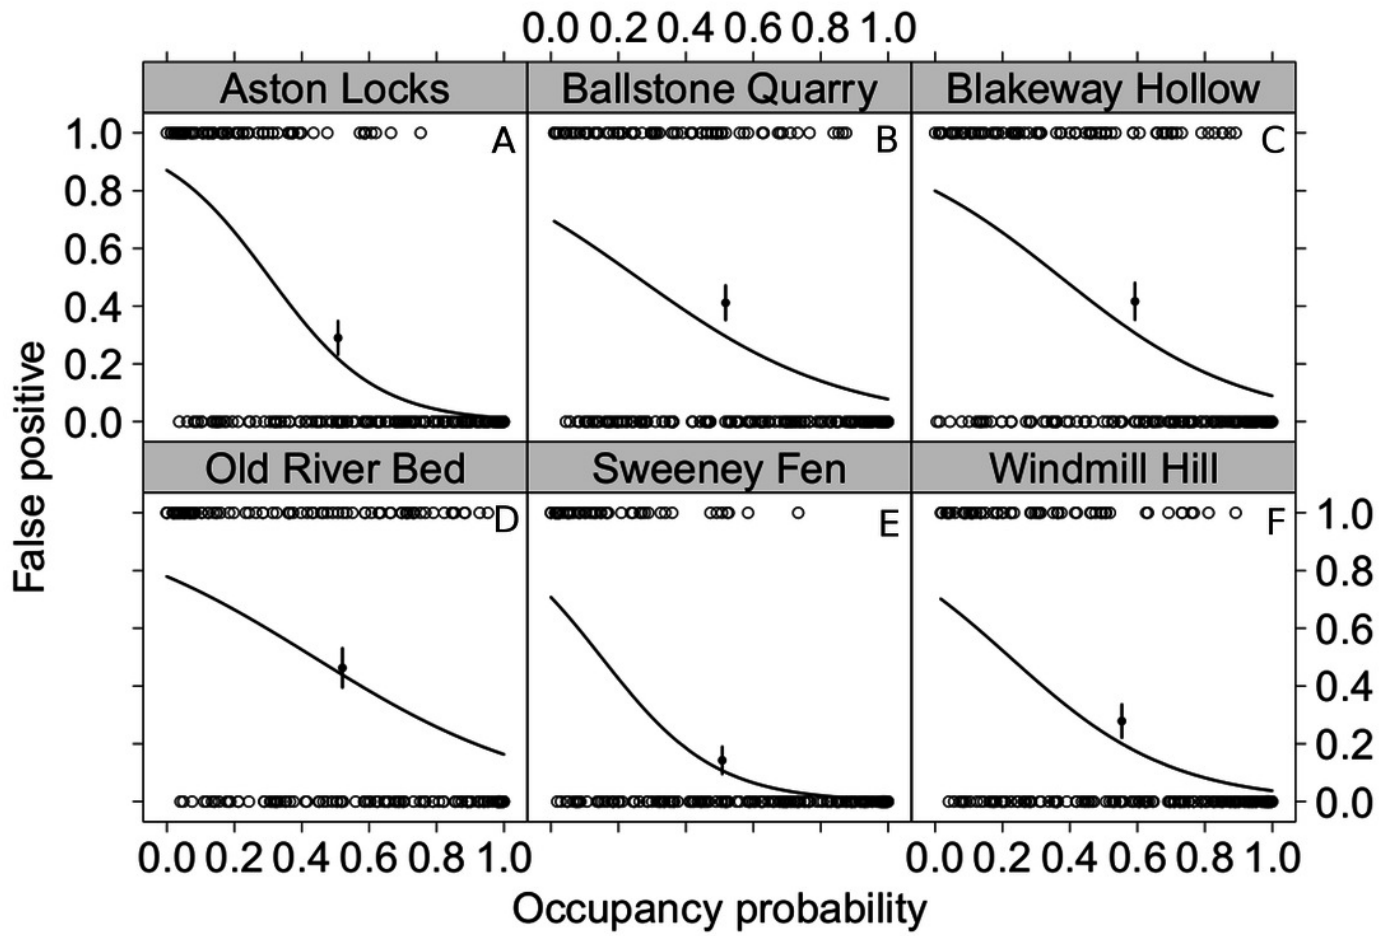 0.0 0.2 0.4 0.6 0.8 1.0
Aston Locks Ballstone Quarry Blakeway Hollow
1.0 A B C
0.8
0.6
0.4
0.2
0.0
False positive
Old River Bed Sweeney Fen Windmill Hill
D E F 1.0
0.8
0.6
0.4
0.2
0.0
0.0 0.2 0.4 0.6 0.8 1.0 0.0 0.2 0.4 0.6 0.8 1.0
Occupancy probability